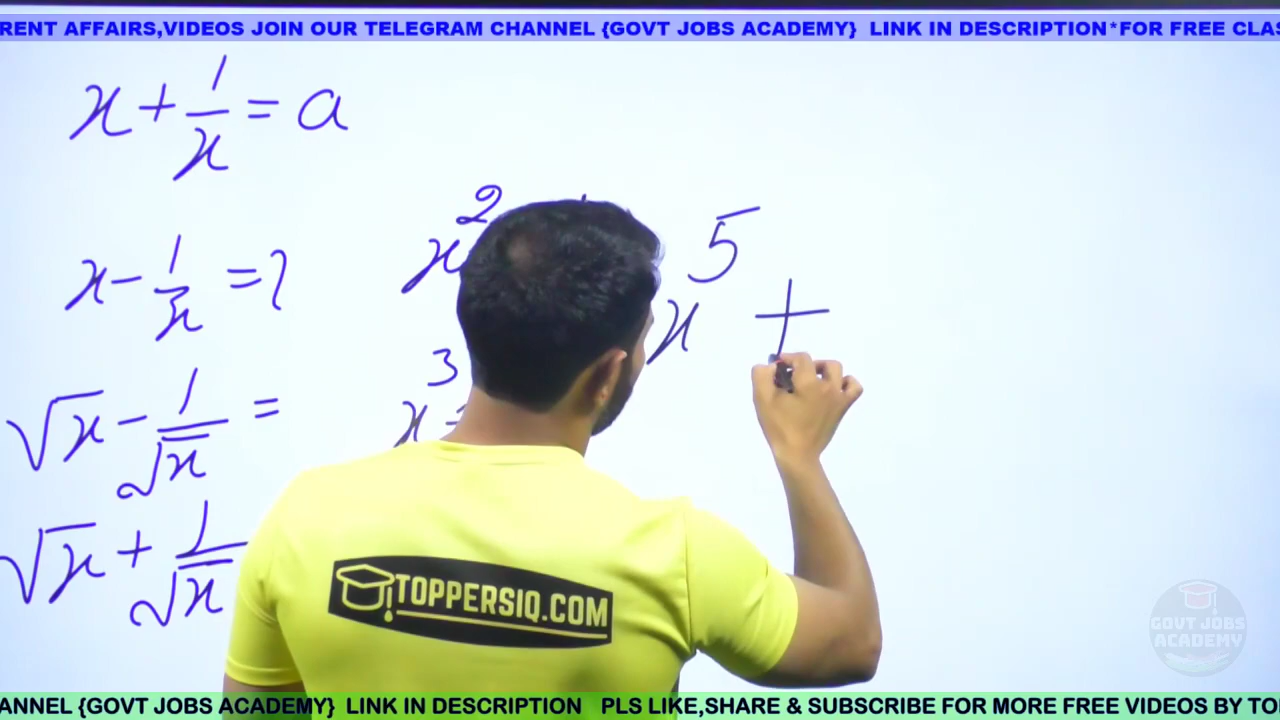 RENT AFFAIRS,VIDEOS JOIN OUR TELEGRAM CHANNEL {GOVT JOBS ACADEMY} LINK IN DESCRIPTION*FOR FREE CLAS
x + 1/x = a
x - 1/x = ?
√x - 1/√x =
√x + 1/√x
x²
x³
x⁵ +
TOPPERSIQ.COM
GOVT JOBS
ACADEMY
ANNEL {GOVT JOBS ACADEMY} LINK IN DESCRIPTION PLS LIKE,SHARE & SUBSCRIBE FOR MORE FREE VIDEOS BY TO